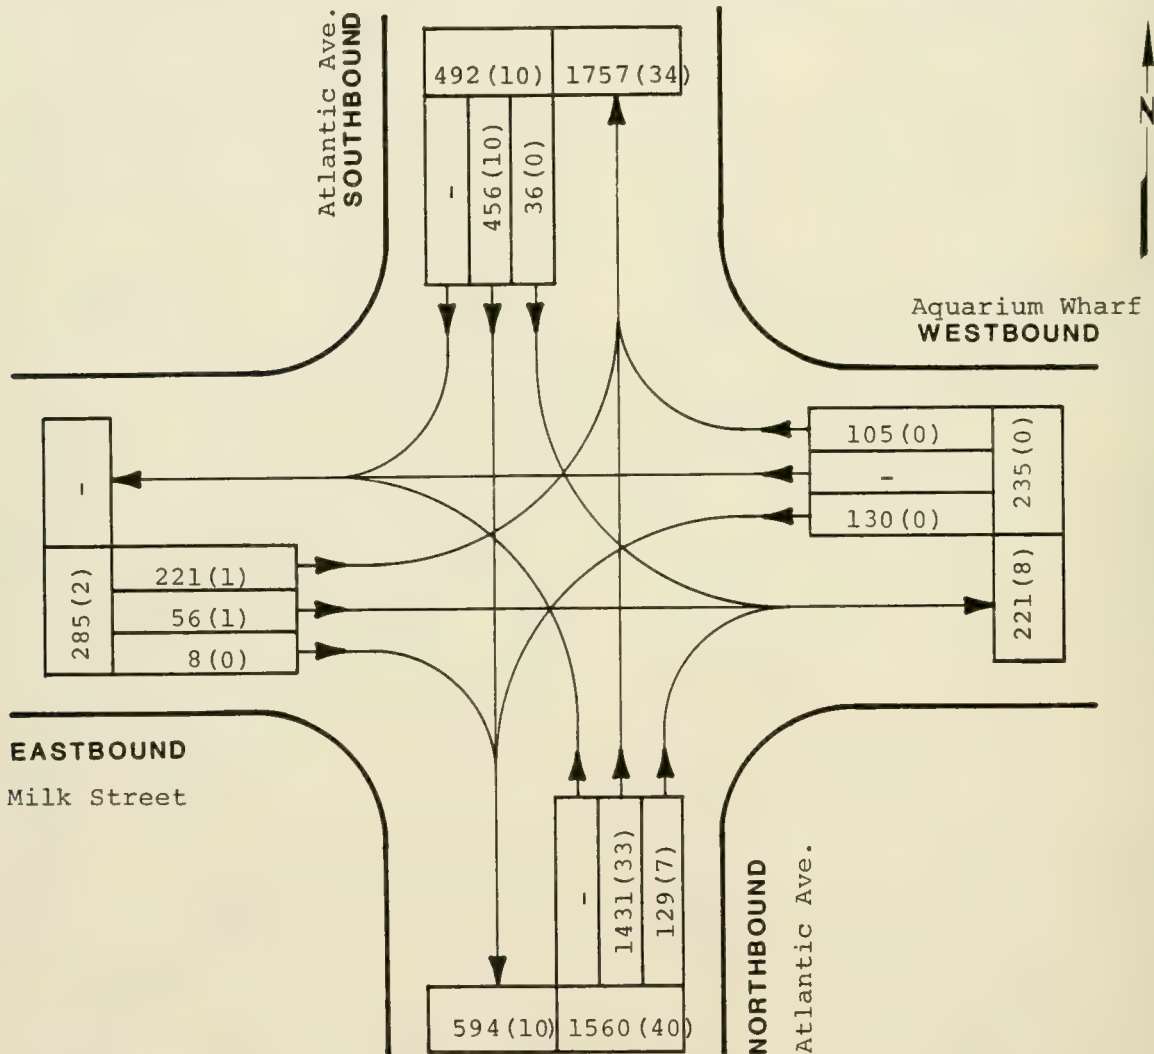 Atlantic Ave.
SOUTHBOUND
492(10)
1757(34)
-
456(10)
36(0)
N
Aquarium Wharf
WESTBOUND
105(0)
-
130(0)
235(0)
221(8)
-
285(2)
221(1)
56(1)
8(0)
EASTBOUND
Milk Street
-
1431(33)
129(7)
594(10)
1560(40)
NORTHBOUND
Atlantic Ave.